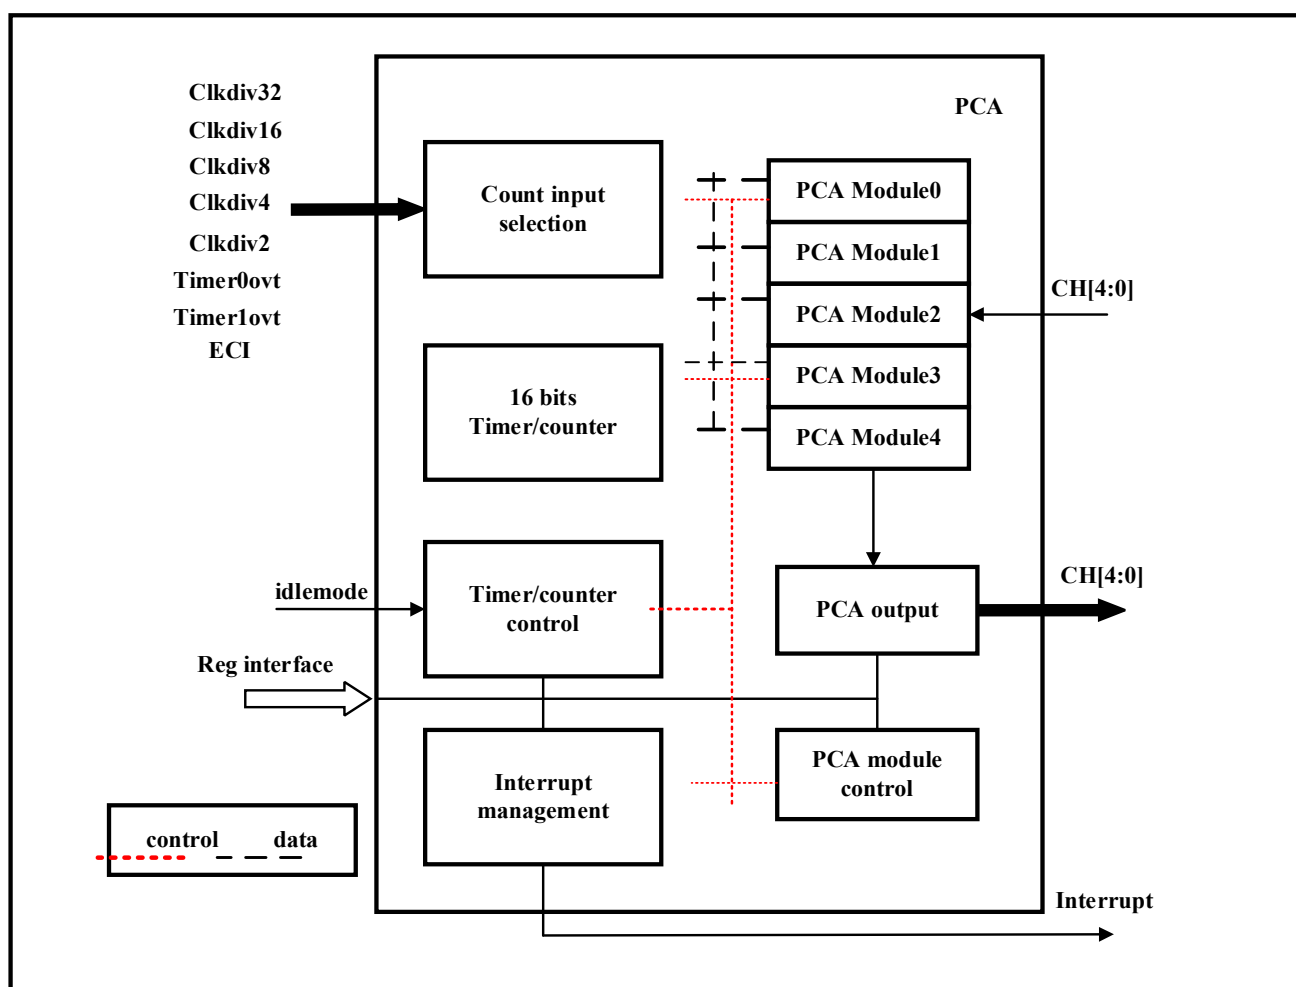 Clkdiv32
Clkdiv16
Clkdiv8
Clkdiv4
Clkdiv2
Timer0ovt
Timer1ovt
ECI
PCA
Count input
selection
16 bits
Timer/counter
PCA Module0
PCA Module1
PCA Module2
PCA Module3
PCA Module4
CH[4:0]
idlemode
Timer/counter
control
PCA output
CH[4:0]
Reg interface
Interrupt
management
PCA module
control
control data
Interrupt